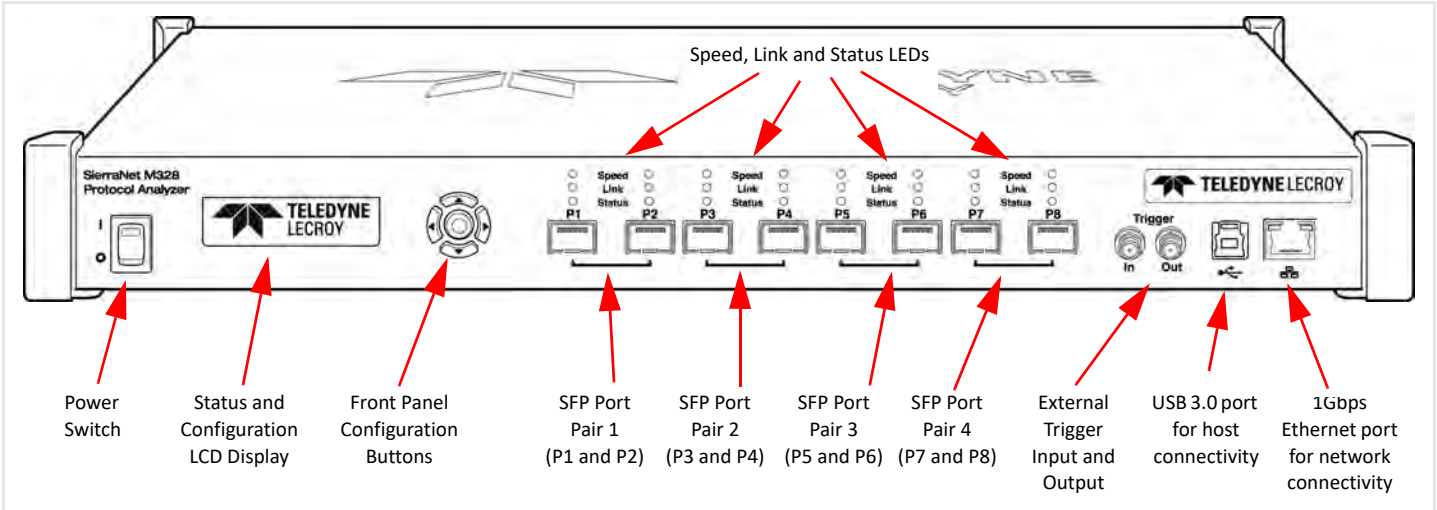 Speed, Link and Status LEDs
YNE
SierraNet M328
Protocol Analyzer
I
O
TELEDYNE
LECROY
Speed
Link
Status
P1 P2
Speed
Link
Status
P3 P4
Speed
Link
Status
P5 P6
Speed
Link
Status
P7 P8
TELEDYNE LECROY
Trigger
In Out
Power
Switch
Status and
Configuration
LCD Display
Front Panel
Configuration
Buttons
SFP Port
Pair 1
(P1 and P2)
SFP Port
Pair 2
(P3 and P4)
SFP Port
Pair 3
(P5 and P6)
SFP Port
Pair 4
(P7 and P8)
External
Trigger
Input and
Output
USB 3.0 port
for host
connectivity
1Gbps
Ethernet port
for network
connectivity